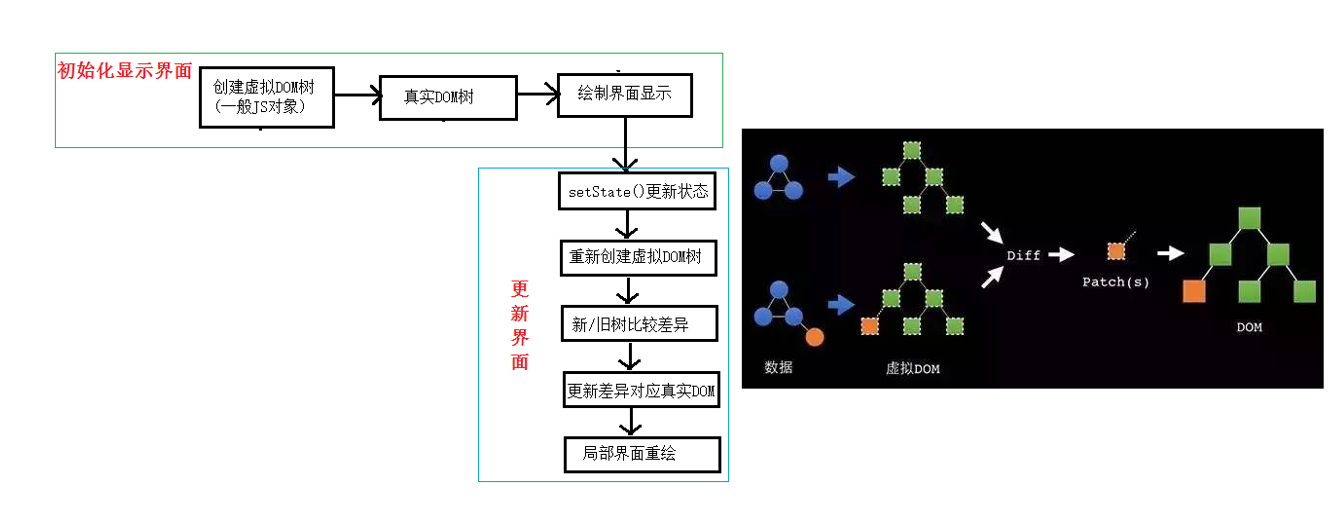 初始化显示界面
创建虚拟DOM树
(一般JS对象)
真实DOM树
绘制界面显示
setState()更新状态
重新创建虚拟DOM树
新/旧树比较差异
更新差异对应真实DOM
局部界面重绘
更
新
界
面
Diff
Patch(s)
DOM
数据
虚拟DOM